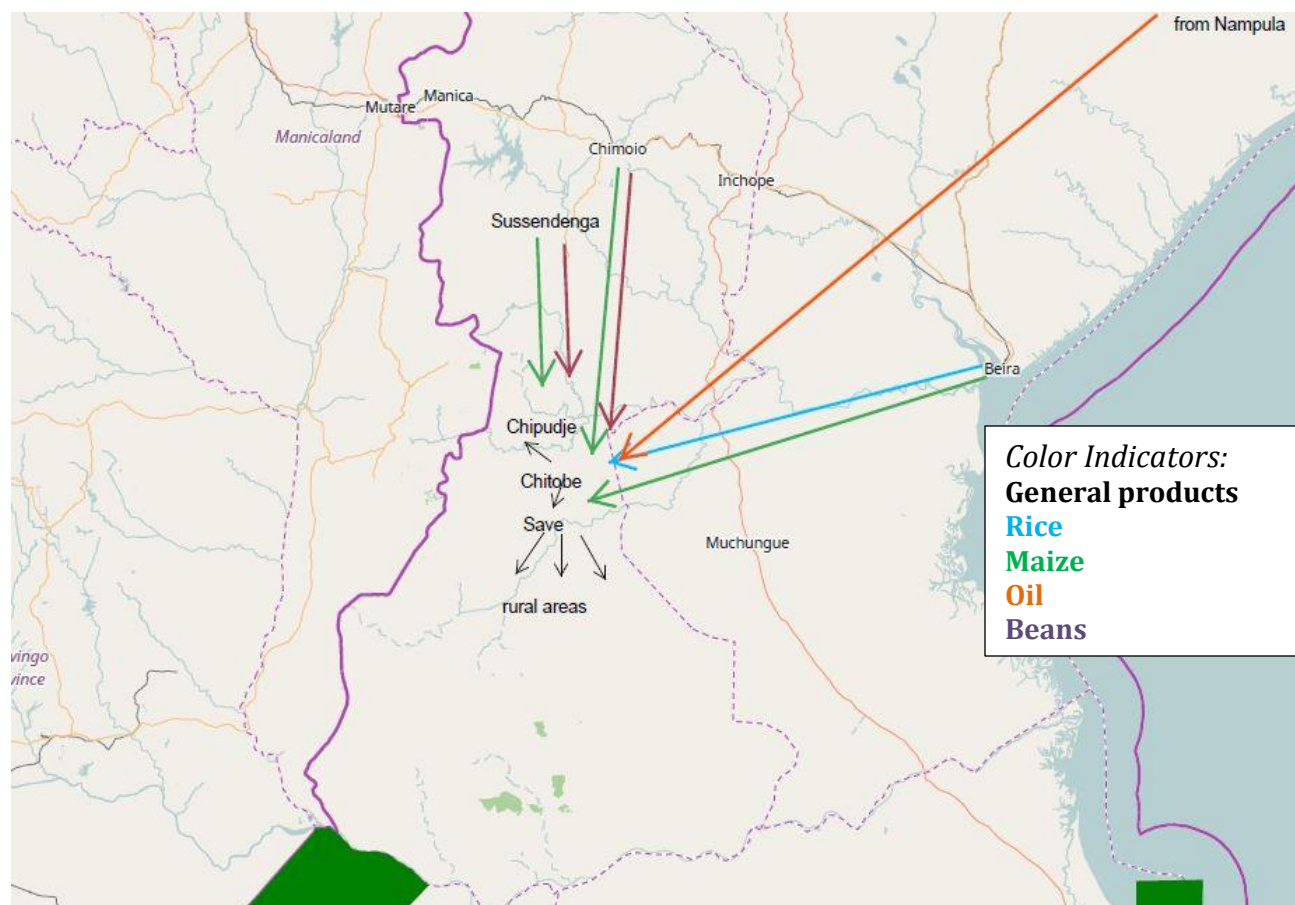 from Nampula
Manica
Mutare
Manicaland
Chimoio
Inchope
Sussendenga
Beira
Chipudje
Chitobe
Save
Muchungue
rural areas
vingo
vince
Color Indicators:
General products
Rice
Maize
Oil
Beans